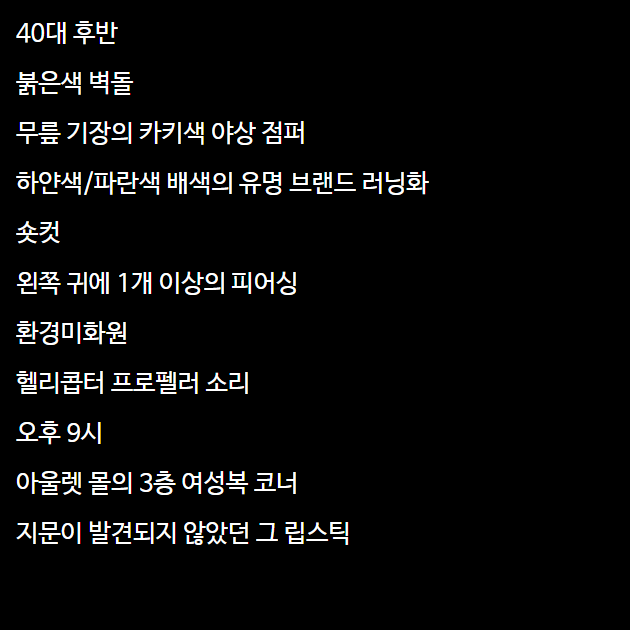 40대 후반
붉은색 벽돌
무릎 기장의 카키색 야상 점퍼
하얀색/파란색 배색의 유명 브랜드 러닝화
숏컷
왼쪽 귀에 1개 이상의 피어싱
환경미화원
헬리콥터 프로펠러 소리
오후 9시
아울렛 몰의 3층 여성복 코너
지문이 발견되지 않았던 그 립스틱